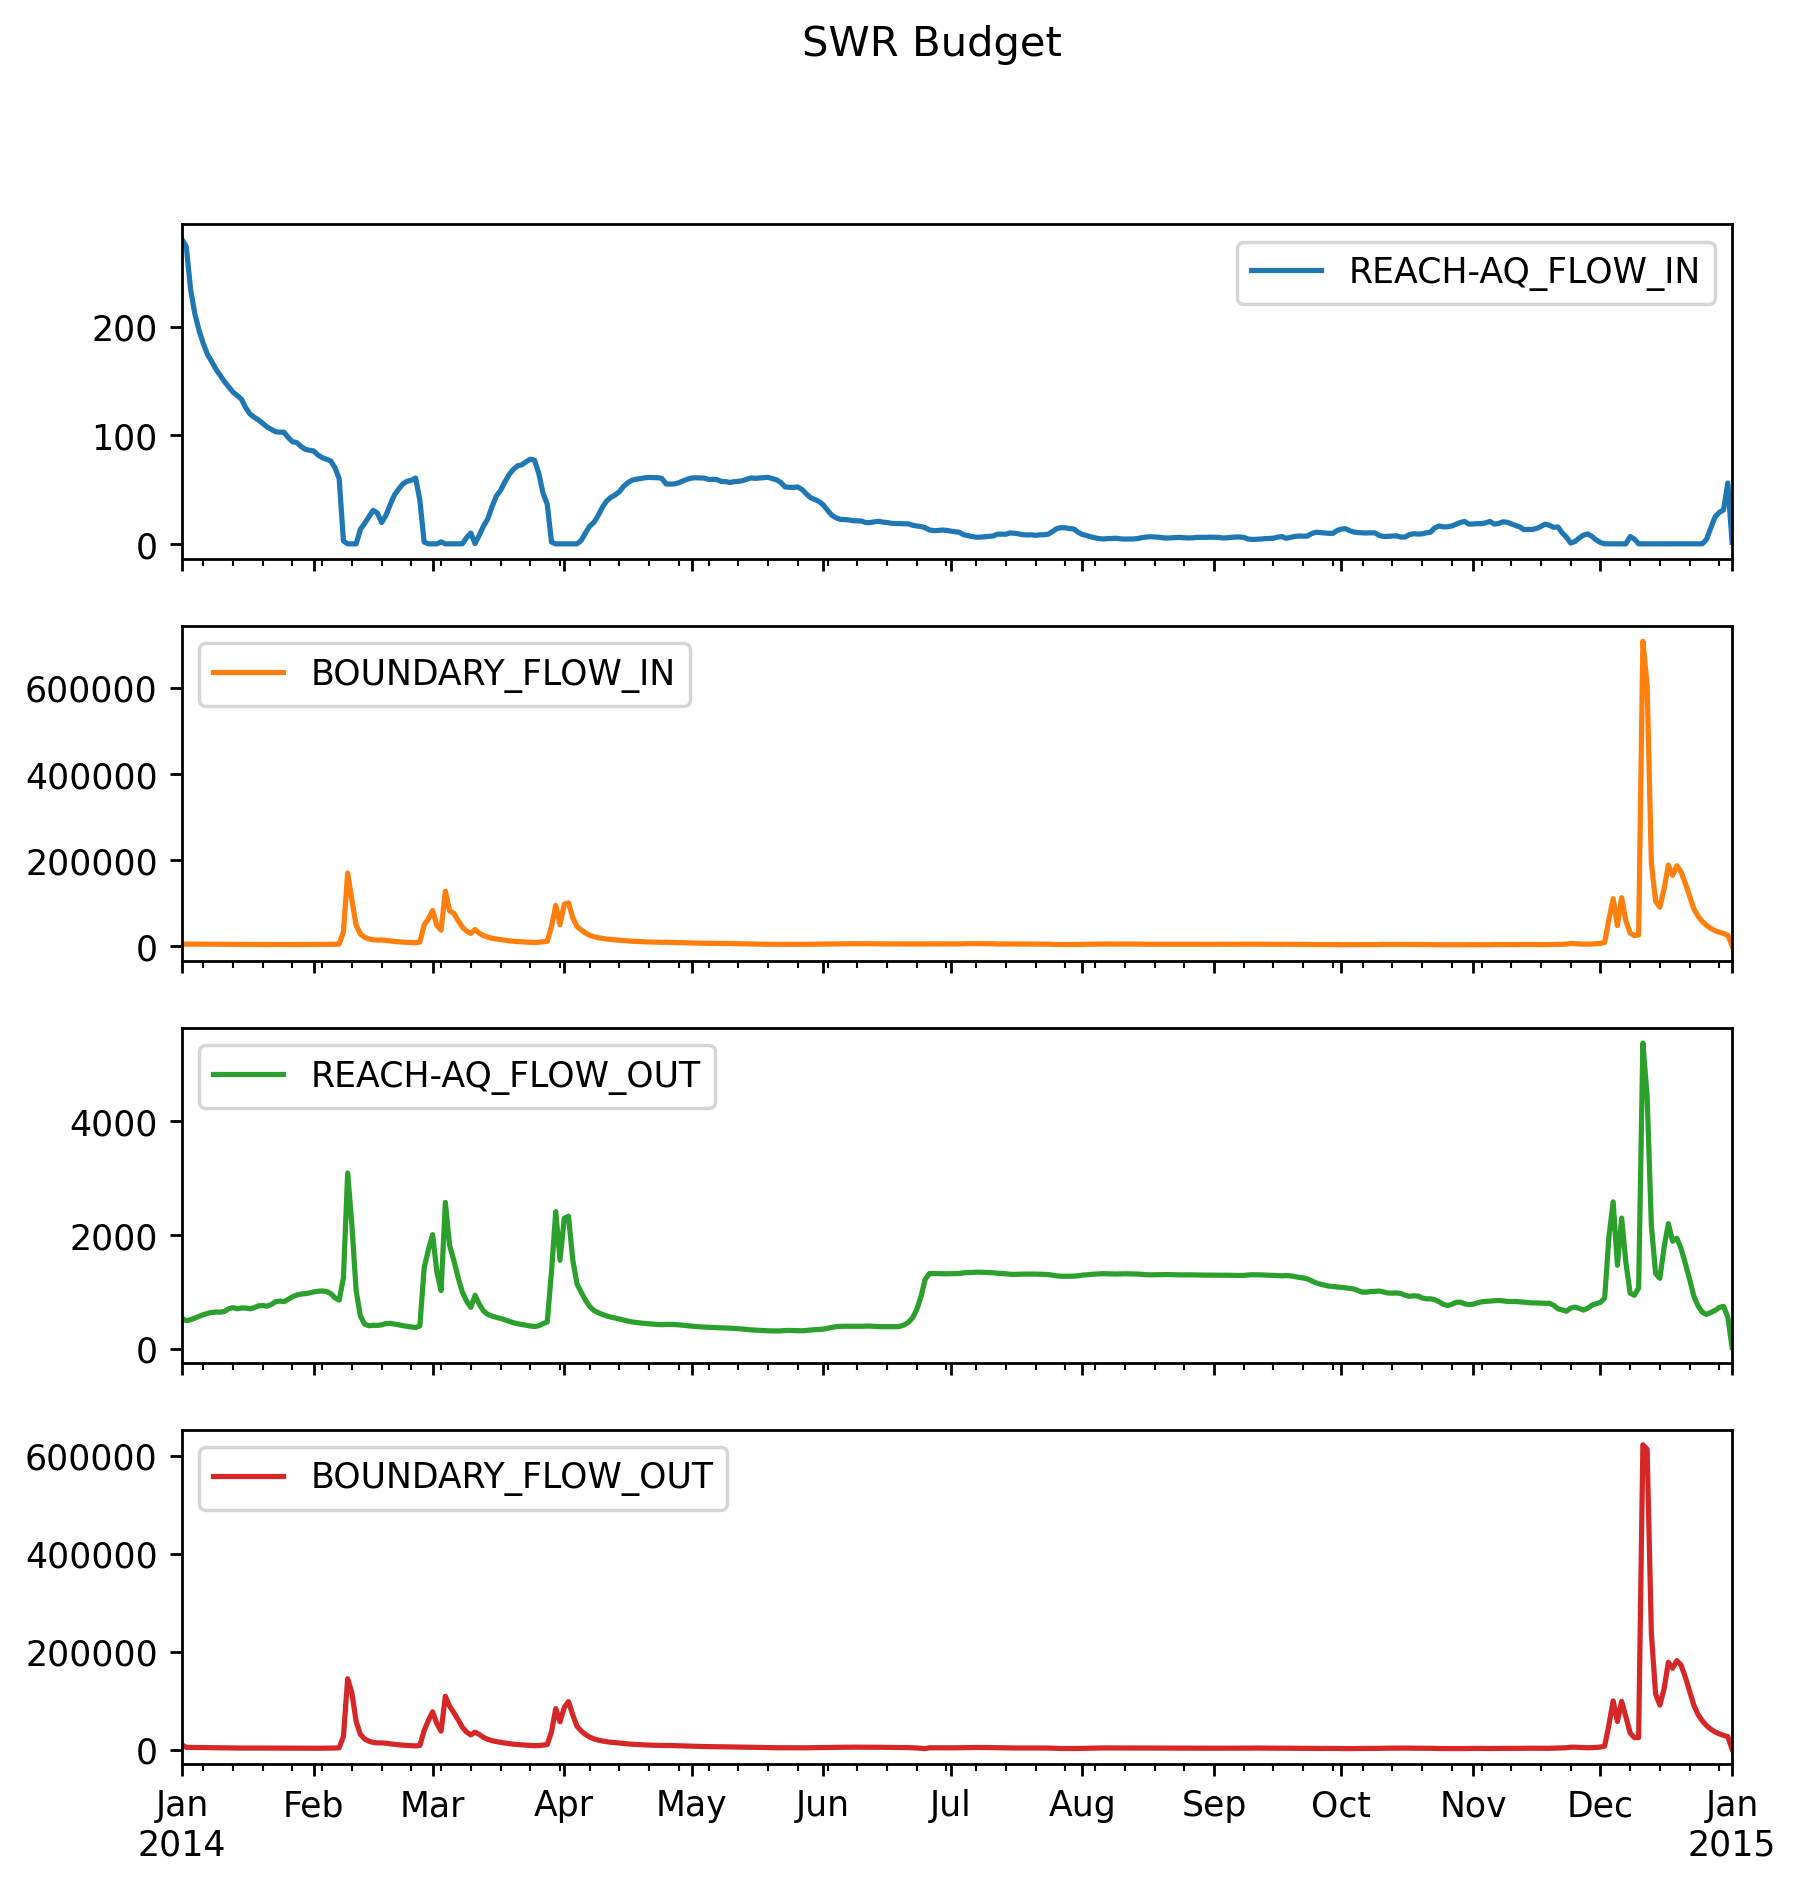 SWR Budget
REACH-AQ_FLOW_IN
200
100
0
BOUNDARY_FLOW_IN
600000
400000
200000
0
REACH-AQ_FLOW_OUT
4000
2000
0
BOUNDARY_FLOW_OUT
600000
400000
200000
0
Jan Feb Mar Apr May Jun Jul Aug Sep Oct Nov Dec Jan
2014 2015